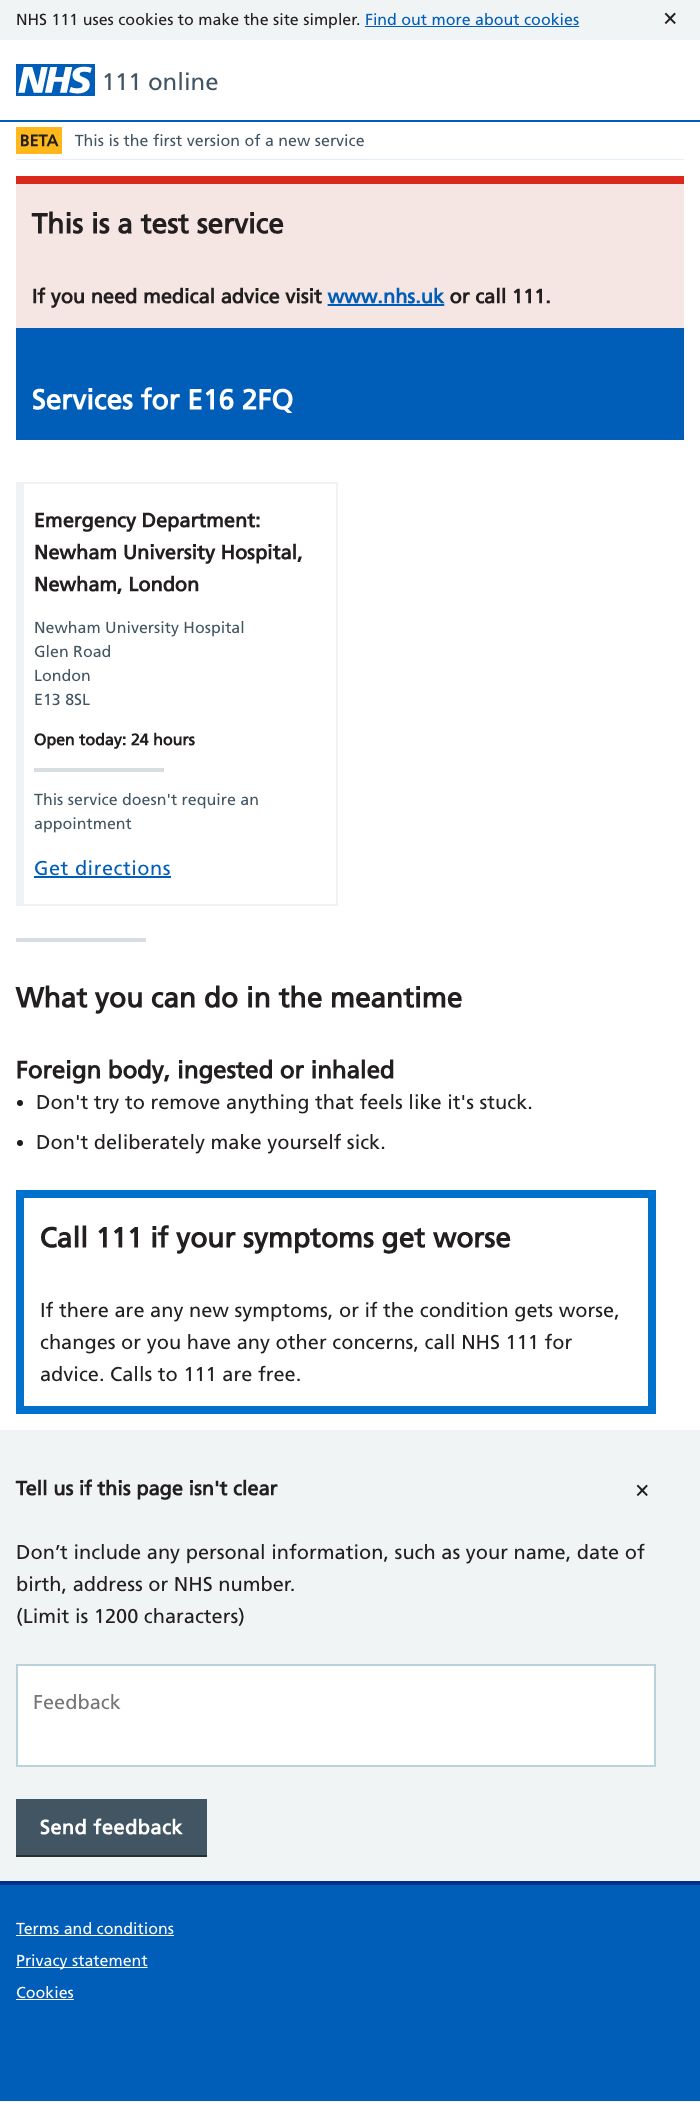 NHS 111 uses cookies to make the site simpler. Find out more about cookies ✕
NHS 111 online
BETA This is the first version of a new service
This is a test service
If you need medical advice visit www.nhs.uk or call 111.
Services for E16 2FQ
Emergency Department:
Newham University Hospital,
Newham, London
Newham University Hospital
Glen Road
London
E13 8SL
Open today: 24 hours
This service doesn't require an
appointment
Get directions
What you can do in the meantime
Foreign body, ingested or inhaled
• Don't try to remove anything that feels like it's stuck.
• Don't deliberately make yourself sick.
Call 111 if your symptoms get worse
If there are any new symptoms, or if the condition gets worse,
changes or you have any other concerns, call NHS 111 for
advice. Calls to 111 are free.
Tell us if this page isn't clear ✕
Don’t include any personal information, such as your name, date of
birth, address or NHS number.
(Limit is 1200 characters)
Feedback
Send feedback
Terms and conditions
Privacy statement
Cookies